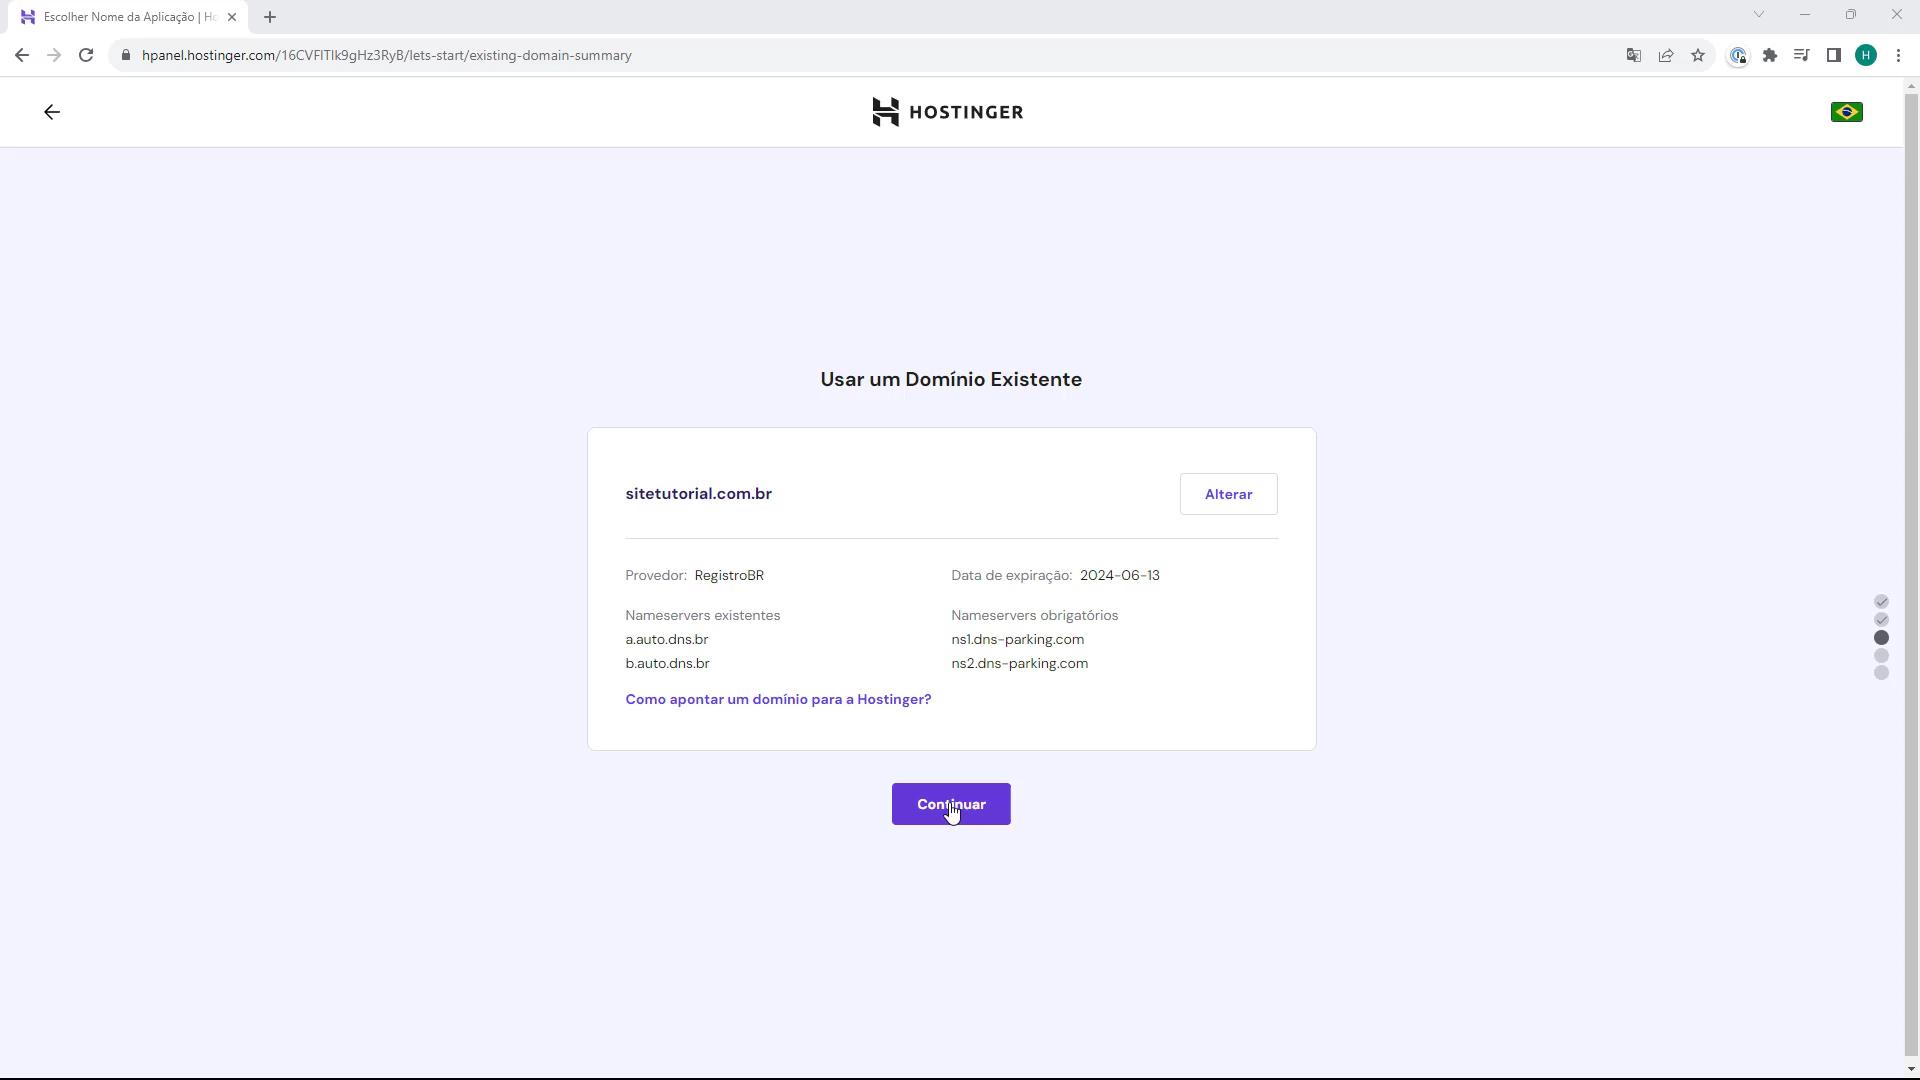 Escolher Nome da Aplicação | Ho
hpanel.hostinger.com/16CVFlTIk9gHz3RyB/lets-start/existing-domain-summary
H
HOSTINGER
Usar um Domínio Existente
sitetutorial.com.br
Alterar
Provedor: RegistroBR
Data de expiração: 2024-06-13
Nameservers existentes
a.auto.dns.br
b.auto.dns.br
Nameservers obrigatórios
ns1.dns-parking.com
ns2.dns-parking.com
Como apontar um domínio para a Hostinger?
Continuar